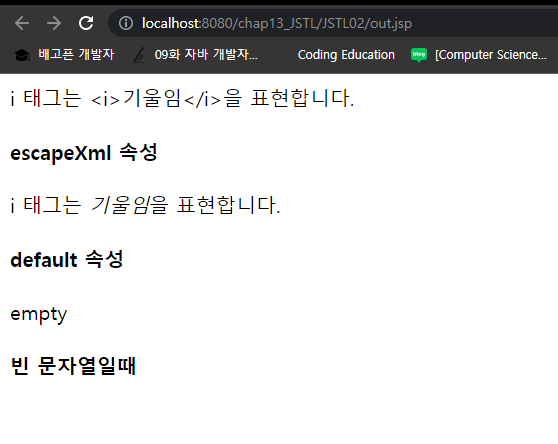 localhost:8080/chap13_JSTL/JSTL02/out.jsp
배고픈 개발자 09화 자바 개발자... Coding Education blog [Computer Science...
i 태그는 <i>기울임</i>을 표현합니다.
escapeXml 속성
i 태그는 기울임을 표현합니다.
default 속성
empty
빈 문자열일때